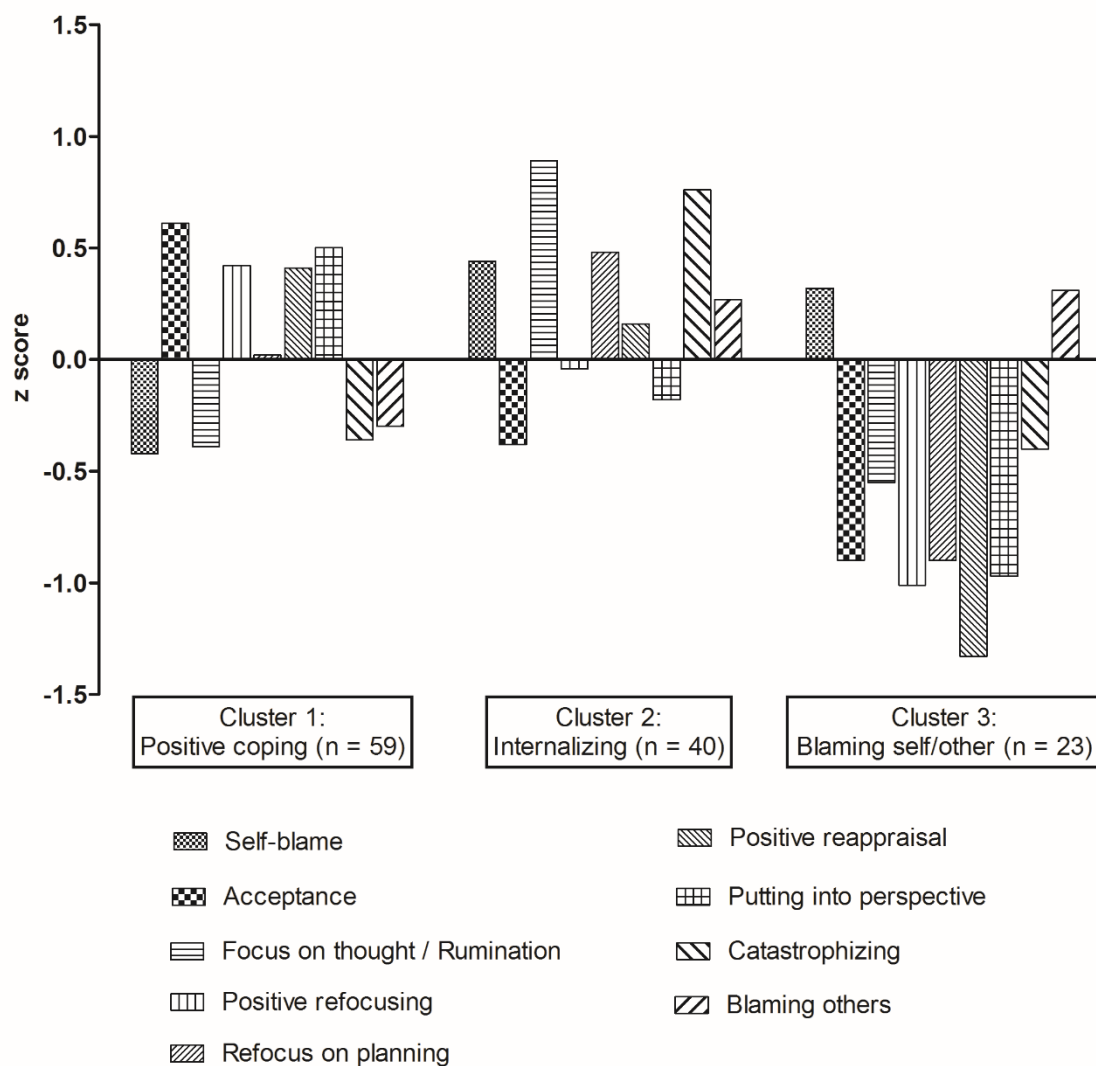 1.5
1.0
0.5
0.0
-0.5
-1.0
-1.5
z score
Cluster 1:
Positive coping (n = 59)
Cluster 2:
Internalizing (n = 40)
Cluster 3:
Blaming self/other (n = 23)
Self-blame
Acceptance
Focus on thought / Rumination
Positive refocusing
Refocus on planning
Positive reappraisal
Putting into perspective
Catastrophizing
Blaming others